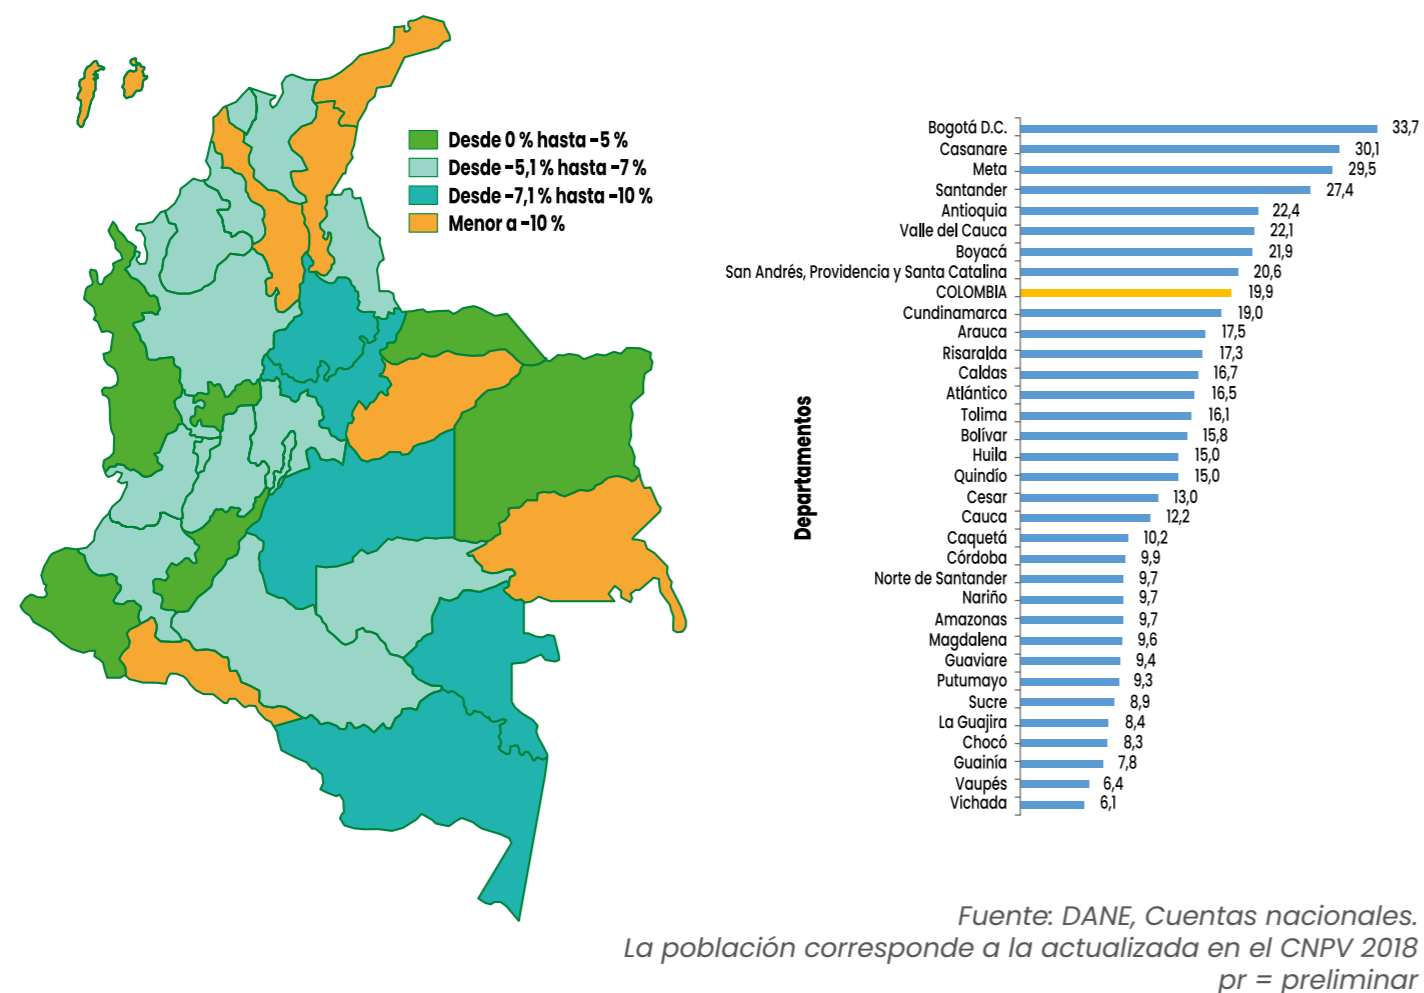 Desde 0 % hasta –5 %
Desde –5,1 % hasta –7 %
Desde –7,1 % hasta –10 %
Menor a –10 %
Departamentos
Bogotá D.C. 33,7
Casanare 30,1
Meta 29,5
Santander 27,4
Antioquia 22,4
Valle del Cauca 22,1
Boyacá 21,9
San Andrés, Providencia y Santa Catalina 20,6
COLOMBIA 19,9
Cundinamarca 19,0
Arauca 17,5
Risaralda 17,3
Caldas 16,7
Atlántico 16,5
Tolima 16,1
Bolívar 15,8
Huila 15,0
Quindío 15,0
Cesar 13,0
Cauca 12,2
Caquetá 10,2
Córdoba 9,9
Norte de Santander 9,7
Nariño 9,7
Amazonas 9,7
Magdalena 9,6
Guaviare 9,4
Putumayo 9,3
Sucre 8,9
La Guajira 8,4
Chocó 8,3
Guainía 7,8
Vaupés 6,4
Vichada 6,1
Fuente: DANE, Cuentas nacionales.
La población corresponde a la actualizada en el CNPV 2018
pr = preliminar